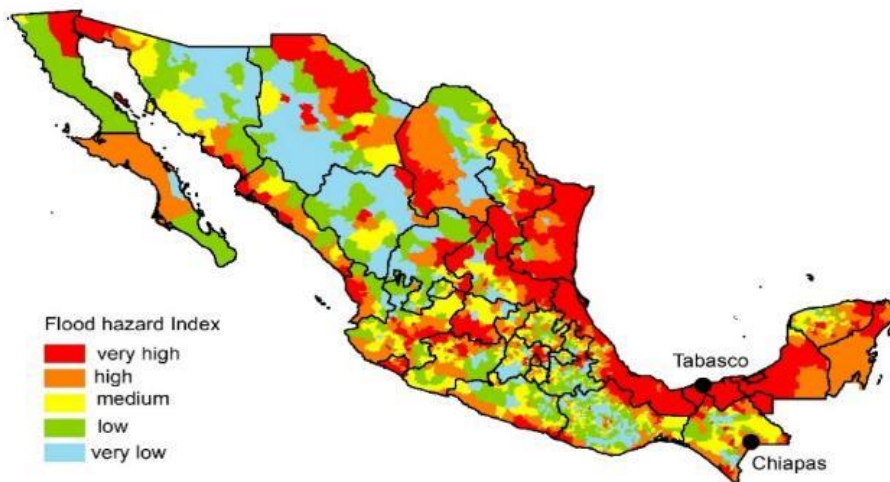 Flood hazard Index
very high
high
medium
low
very low
Tabasco
Chiapas